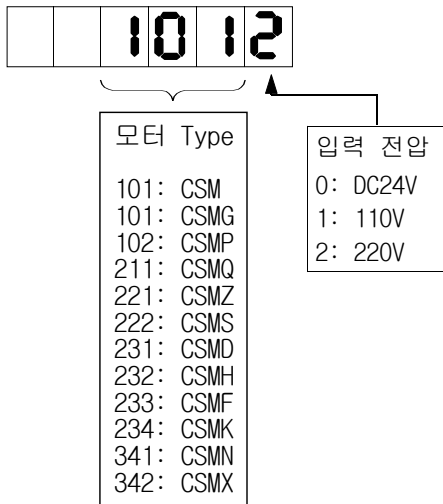 1012
모터 Type
101: CSM
101: CSMG
102: CSMP
211: CSMQ
221: CSMZ
222: CSMS
231: CSMD
232: CSMH
233: CSMF
234: CSMK
341: CSMN
342: CSMX
입력 전압
0: DC24V
1: 110V
2: 220V